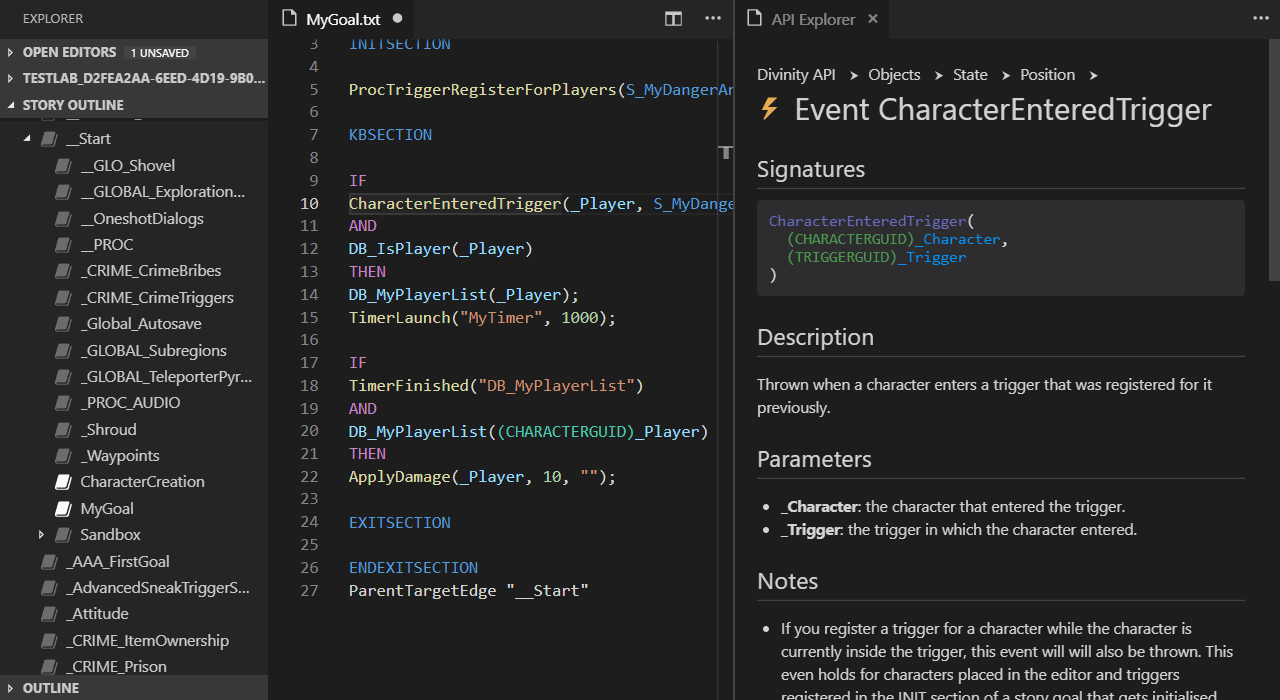 EXPLORER
OPEN EDITORS 1 UNSAVED
TESTLAB_D2FEA2AA-6EED-4D19-9B0...
STORY OUTLINE
__Start
__GLO_Shovel
__GLOBAL_Exploration...
__OneshotDialogs
__PROC
_CRIME_CrimeBribes
_CRIME_CrimeTriggers
_Global_Autosave
_GLOBAL_Subregions
_GLOBAL_TeleporterPyr...
_PROC_AUDIO
_Shroud
_Waypoints
CharacterCreation
MyGoal
Sandbox
_AAA_FirstGoal
_AdvancedSneakTriggerS...
_Attitude
_CRIME_ItemOwnership
_CRIME_Prison
OUTLINE
MyGoal.txt
3 INITSECTION
4
5 ProcTriggerRegisterForPlayers(S_MyDangerAr
6
7 KBSECTION
8
9 IF
10 CharacterEnteredTrigger(_Player, S_MyDange
11 AND
12 DB_IsPlayer(_Player)
13 THEN
14 DB_MyPlayerList(_Player);
15 TimerLaunch("MyTimer", 1000);
16
17 IF
18 TimerFinished("DB_MyPlayerList")
19 AND
20 DB_MyPlayerList((CHARACTERGUID)_Player)
21 THEN
22 ApplyDamage(_Player, 10, "");
23
24 EXITSECTION
25
26 ENDEXITSECTION
27 ParentTargetEdge "__Start"
API Explorer
Divinity API Objects State Position
Event CharacterEnteredTrigger
Signatures
CharacterEnteredTrigger(
(CHARACTERGUID)_Character,
(TRIGGERGUID)_Trigger
)
Description
Thrown when a character enters a trigger that was registered for it
previously.
Parameters
• _Character: the character that entered the trigger.
• _Trigger: the trigger in which the character entered.
Notes
• If you register a trigger for a character while the character is
currently inside the trigger, this event will will also be thrown. This
even holds for characters placed in the editor and triggers
registered in the INIT section of a story goal that gets initialised